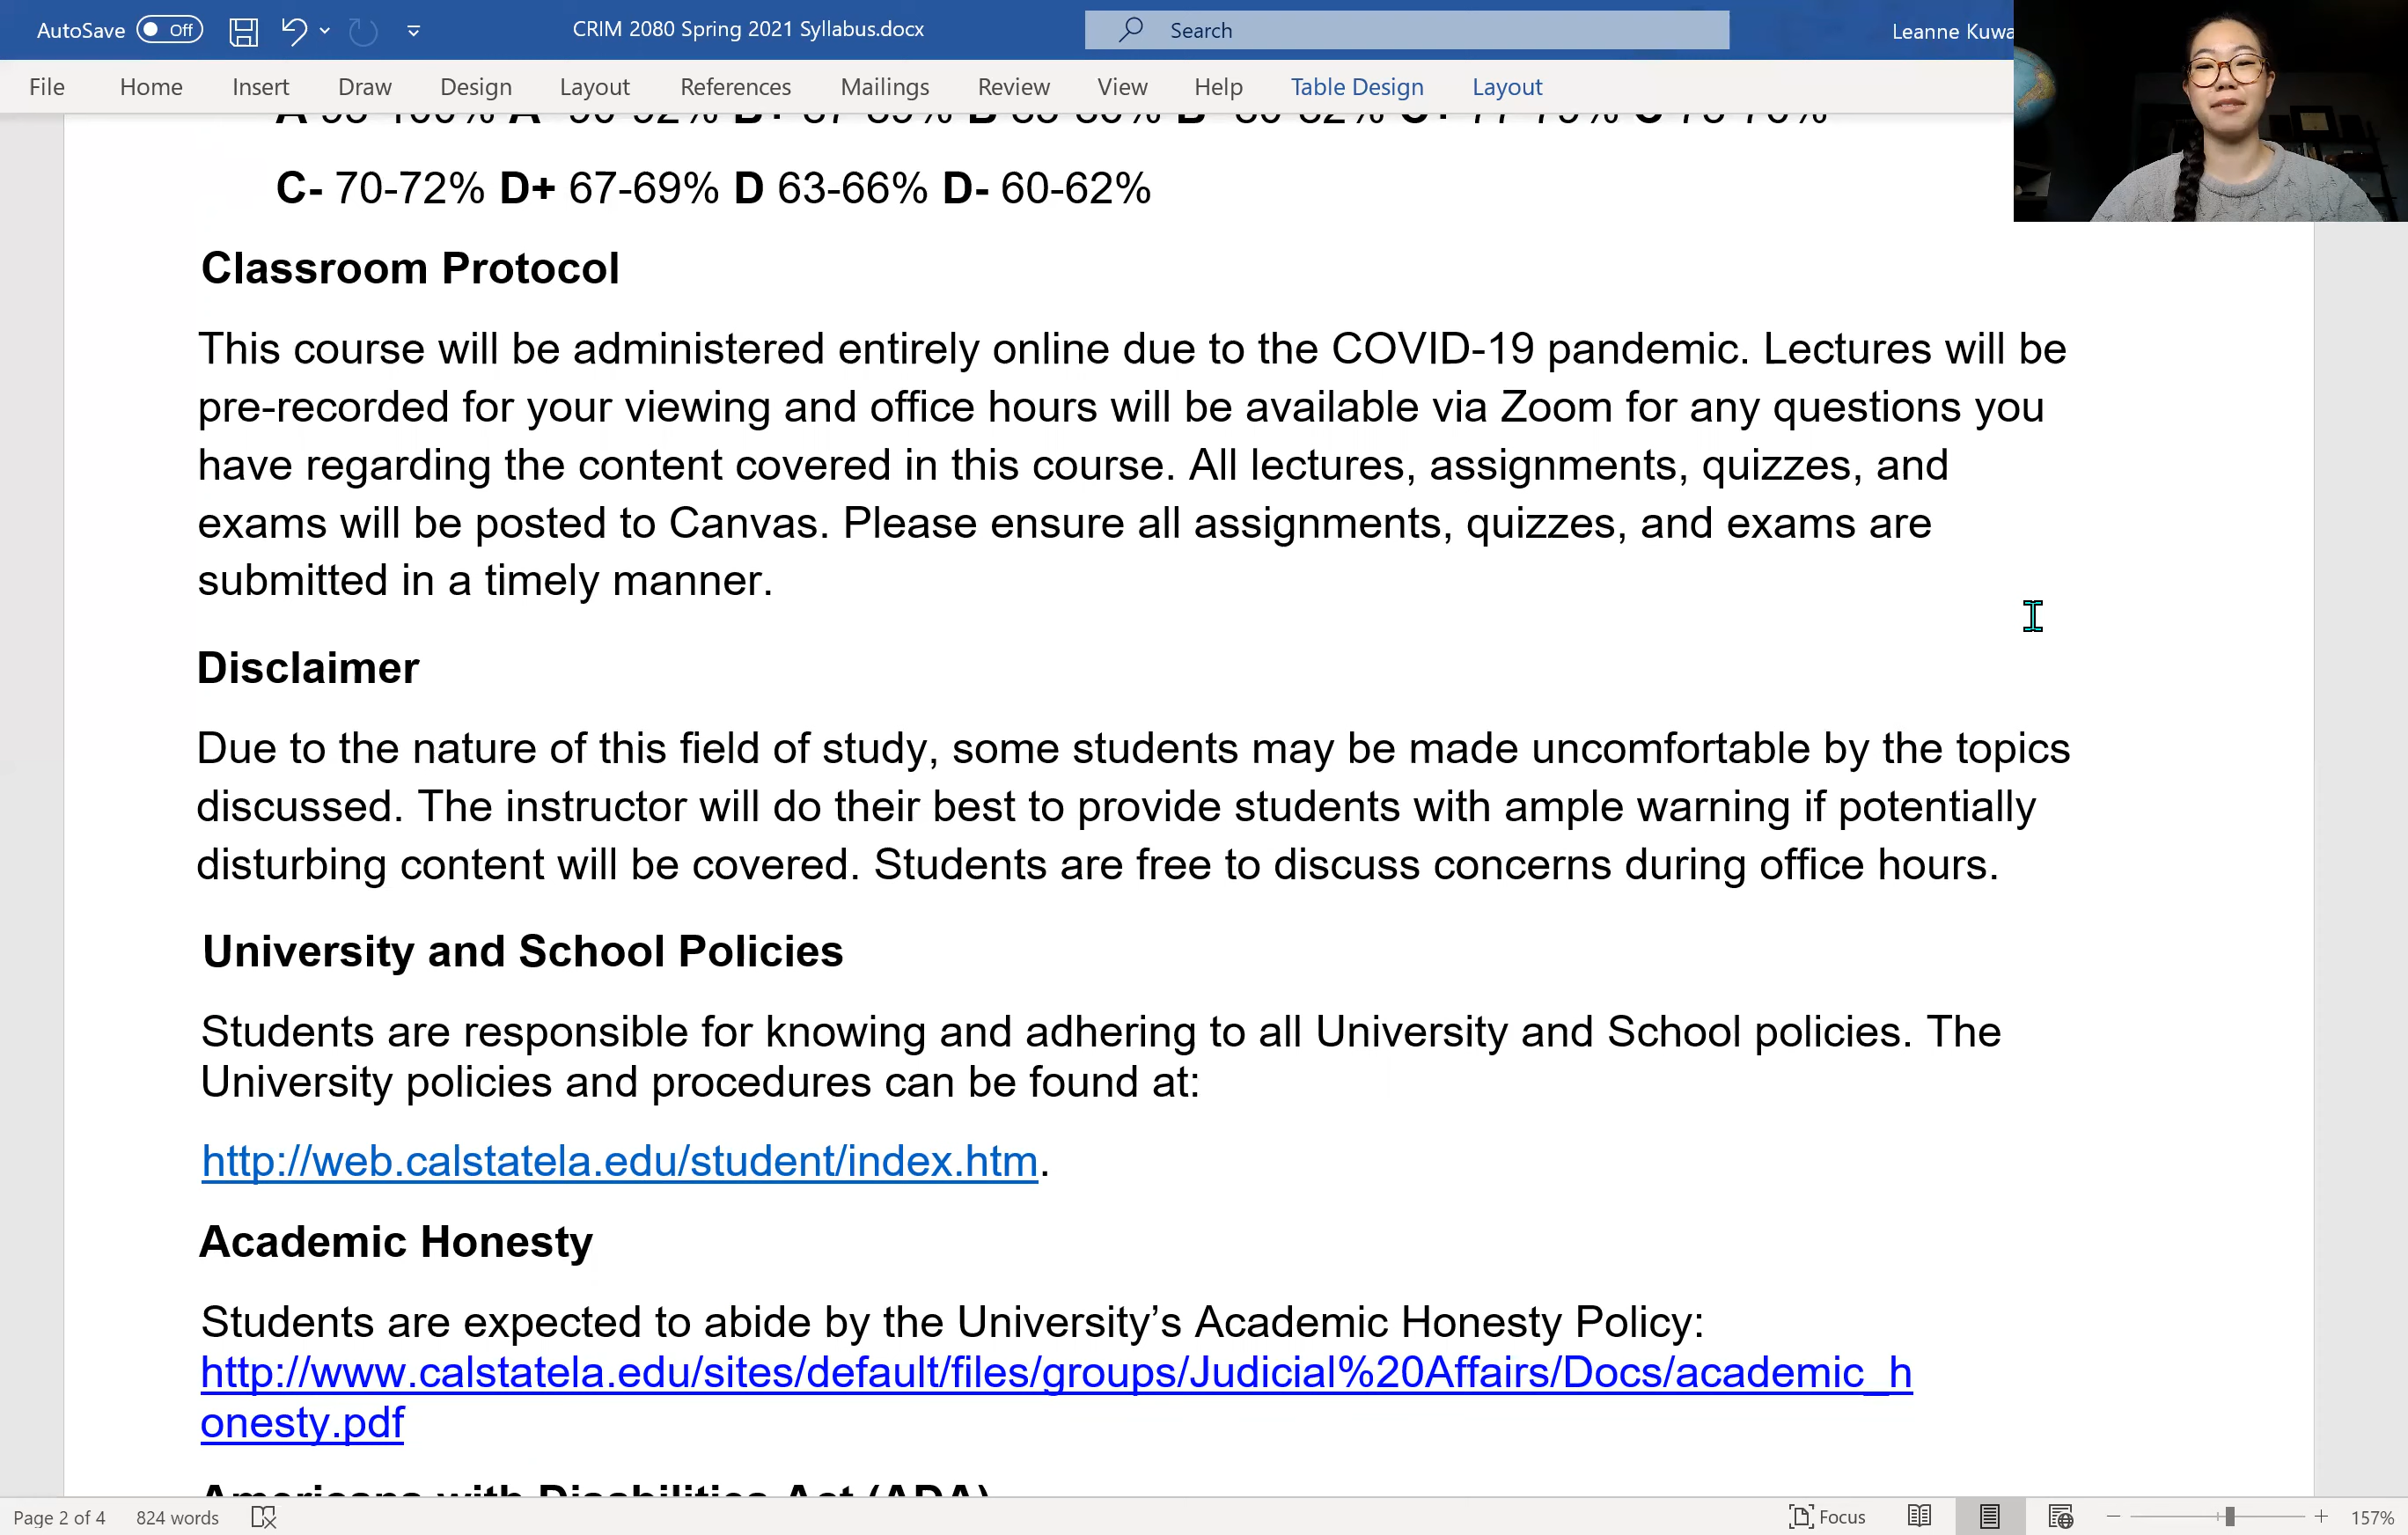 AutoSave Off CRIM 2080 Spring 2021 Syllabus.docx Search Leanne
File Home Insert Draw Design Layout References Mailings Review View Help Table Design Layout
C- 70-72% D+ 67-69% D 63-66% D- 60-62%
Classroom Protocol
This course will be administered entirely online due to the COVID-19 pandemic. Lectures will be
pre-recorded for your viewing and office hours will be available via Zoom for any questions you
have regarding the content covered in this course. All lectures, assignments, quizzes, and
exams will be posted to Canvas. Please ensure all assignments, quizzes, and exams are
submitted in a timely manner.
Disclaimer
Due to the nature of this field of study, some students may be made uncomfortable by the topics
discussed. The instructor will do their best to provide students with ample warning if potentially
disturbing content will be covered. Students are free to discuss concerns during office hours.
University and School Policies
Students are responsible for knowing and adhering to all University and School policies. The
University policies and procedures can be found at:
http://web.calstatela.edu/student/index.htm.
Academic Honesty
Students are expected to abide by the University’s Academic Honesty Policy:
http://www.calstatela.edu/sites/default/files/groups/Judicial%20Affairs/Docs/academic_h
onesty.pdf
Americans with Disabilities Act (ADA)
Page 2 of 4 824 words Focus 157%